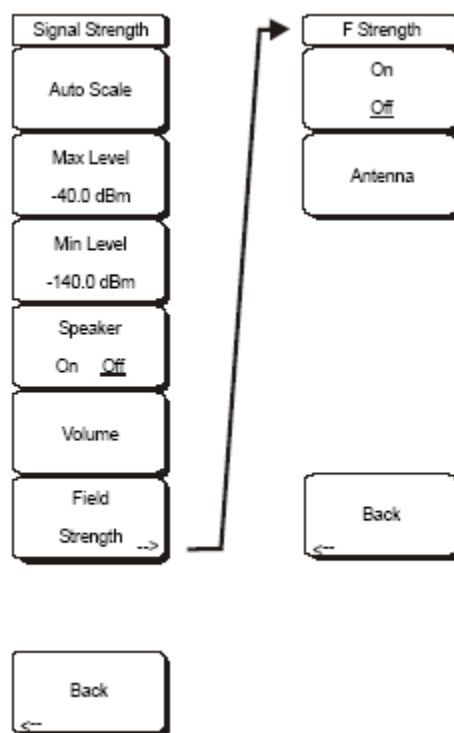 Signal Strength
Auto Scale
Max Level
-40.0 dBm
Min Level
-140.0 dBm
Speaker
On Off
Volume
Field
Strength -->
Back
<--
F Strength
On
Off
Antenna
Back
<--